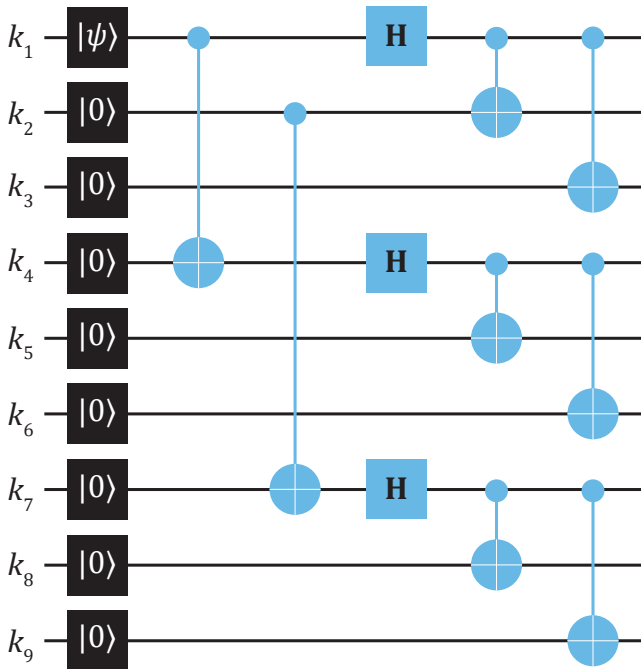 k₁ |ψ⟩ H
k₂ |0⟩
k₃ |0⟩
k₄ |0⟩ H
k₅ |0⟩
k₆ |0⟩
k₇ |0⟩ H
k₈ |0⟩
k₉ |0⟩